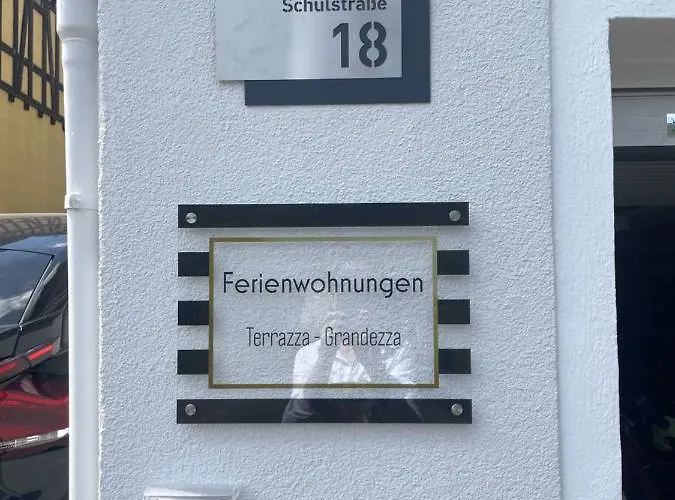 Schulstraße
18
Ferienwohnungen
Terrazza - Grandezza